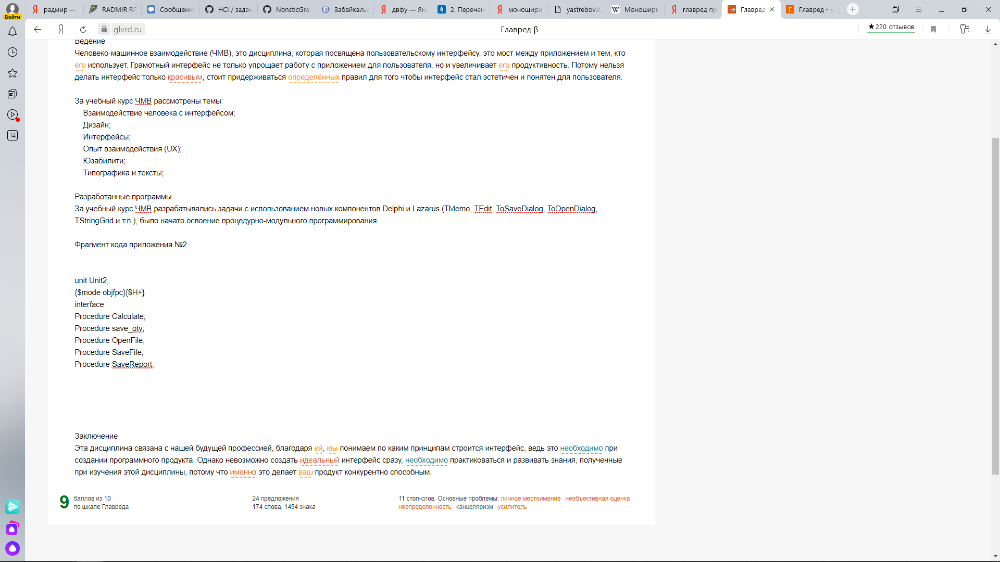 Войти
радмир —
RADMIR RP
Сообщени
HCI / задач
NonsticGra
Забайкальс
двфу — Ян
2. Перечен
моношири
yastrebov.li
Моношири
главред пр
Главред
Главред - н
glvrd.ru
Главред β
★ 220 отзывов
14
Ведение
Человеко-машинное взаимодействие (ЧМВ), это дисциплина, которая посвящена пользовательскому интерфейсу, это мост между приложением и тем, кто
его использует. Грамотный интерфейс не только упрощает работу с приложением для пользователя, но и увеличивает его продуктивность. Потому нельзя
делать интерфейс только красивым, стоит придерживаться определённых правил для того чтобы интерфейс стал эстетичен и понятен для пользователя.
За учебный курс ЧМВ рассмотрены темы:
Взаимодействие человека с интерфейсом;
Дизайн;
Интерфейсы;
Опыт взаимодействия (UX);
Юзабилити;
Типографика и тексты;
Разработанные программы
За учебный курс ЧМВ разрабатывались задачи с использованием новых компонентов Delphi и Lazarus (TMemo, TEdit, ToSaveDialog, ToOpenDialog,
TStringGrid и т.п.), было начато освоение процедурно-модульного программирования.
Фрагмент кода приложения №2
unit Unit2;
{$mode objfpc}{$H+}
interface
Procedure Calculate;
Procedure save_otv;
Procedure OpenFile;
Procedure SaveFile;
Procedure SaveReport;
Заключение
Эта дисциплина связана с нашей будущей профессией, благодаря ей, мы понимаем по каким принципам строится интерфейс, ведь это необходимо при
создании программного продукта. Однако невозможно создать идеальный интерфейс сразу, необходимо практиковаться и развивать знания, полученные
при изучения этой дисциплины, потому что именно это делает ваш продукт конкурентно способным.
9 баллов из 10
по шкале Главреда
24 предложения
174 слова, 1454 знака
11 стоп-слов. Основные проблемы: личное местоимение необъективная оценка
неопределенность канцеляризм усилитель